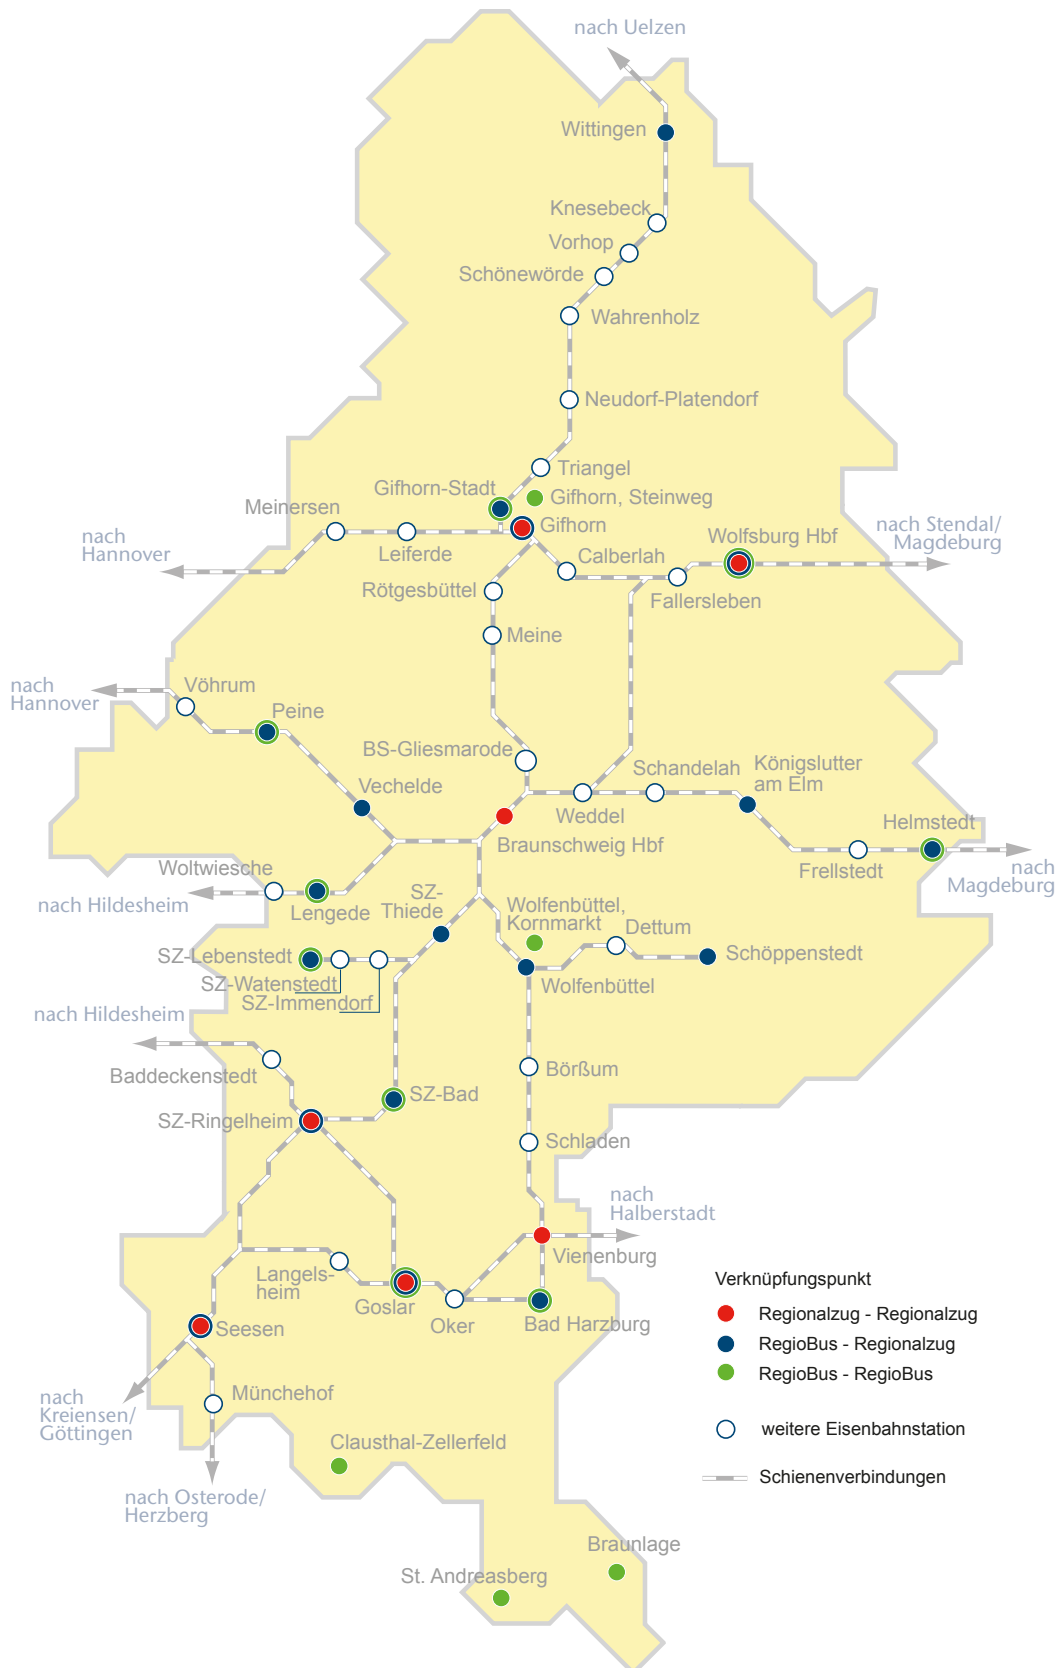 nach Uelzen
Wittingen
Knesebeck
Vorhop
Schönewörde
Wahrenholz
Neudorf-Platendorf
Triangel
Gifhorn-Stadt
Gifhorn, Steinweg
Meinersen
Gifhorn
Wolfsburg Hbf
nach Stendal/
Magdeburg
nach
Hannover
Leiferde
Calberlah
Rötgesbüttel
Fallersleben
Meine
nach
Hannover
Vöhrum
Peine
BS-Gliesmarode
Schandelah
Königslutter
am Elm
Vechelde
Weddel
Helmstedt
Braunschweig Hbf
Woltwiesche
Frellstedt
nach
Magdeburg
nach Hildesheim
Lengede
SZ-
Thiede
Wolfenbüttel,
Kornmarkt
Dettum
SZ-Lebenstedt
Schöppenstedt
SZ-Watenstedt
Wolfenbüttel
SZ-Immendorf
nach Hildesheim
Baddeckenstedt
Börßum
SZ-Bad
SZ-Ringelheim
Schladen
nach
Halberstadt
Vienenburg
Langels-
heim
Goslar
Oker
Bad Harzburg
Seesen
Münchehof
nach
Kreiensen/
Göttingen
Clausthal-Zellerfeld
nach Osterode/
Herzberg
Braunlage
St. Andreasberg
Verknüpfungspunkt
Regionalzug - Regionalzug
RegioBus - Regionalzug
RegioBus - RegioBus
weitere Eisenbahnstation
Schienenverbindungen